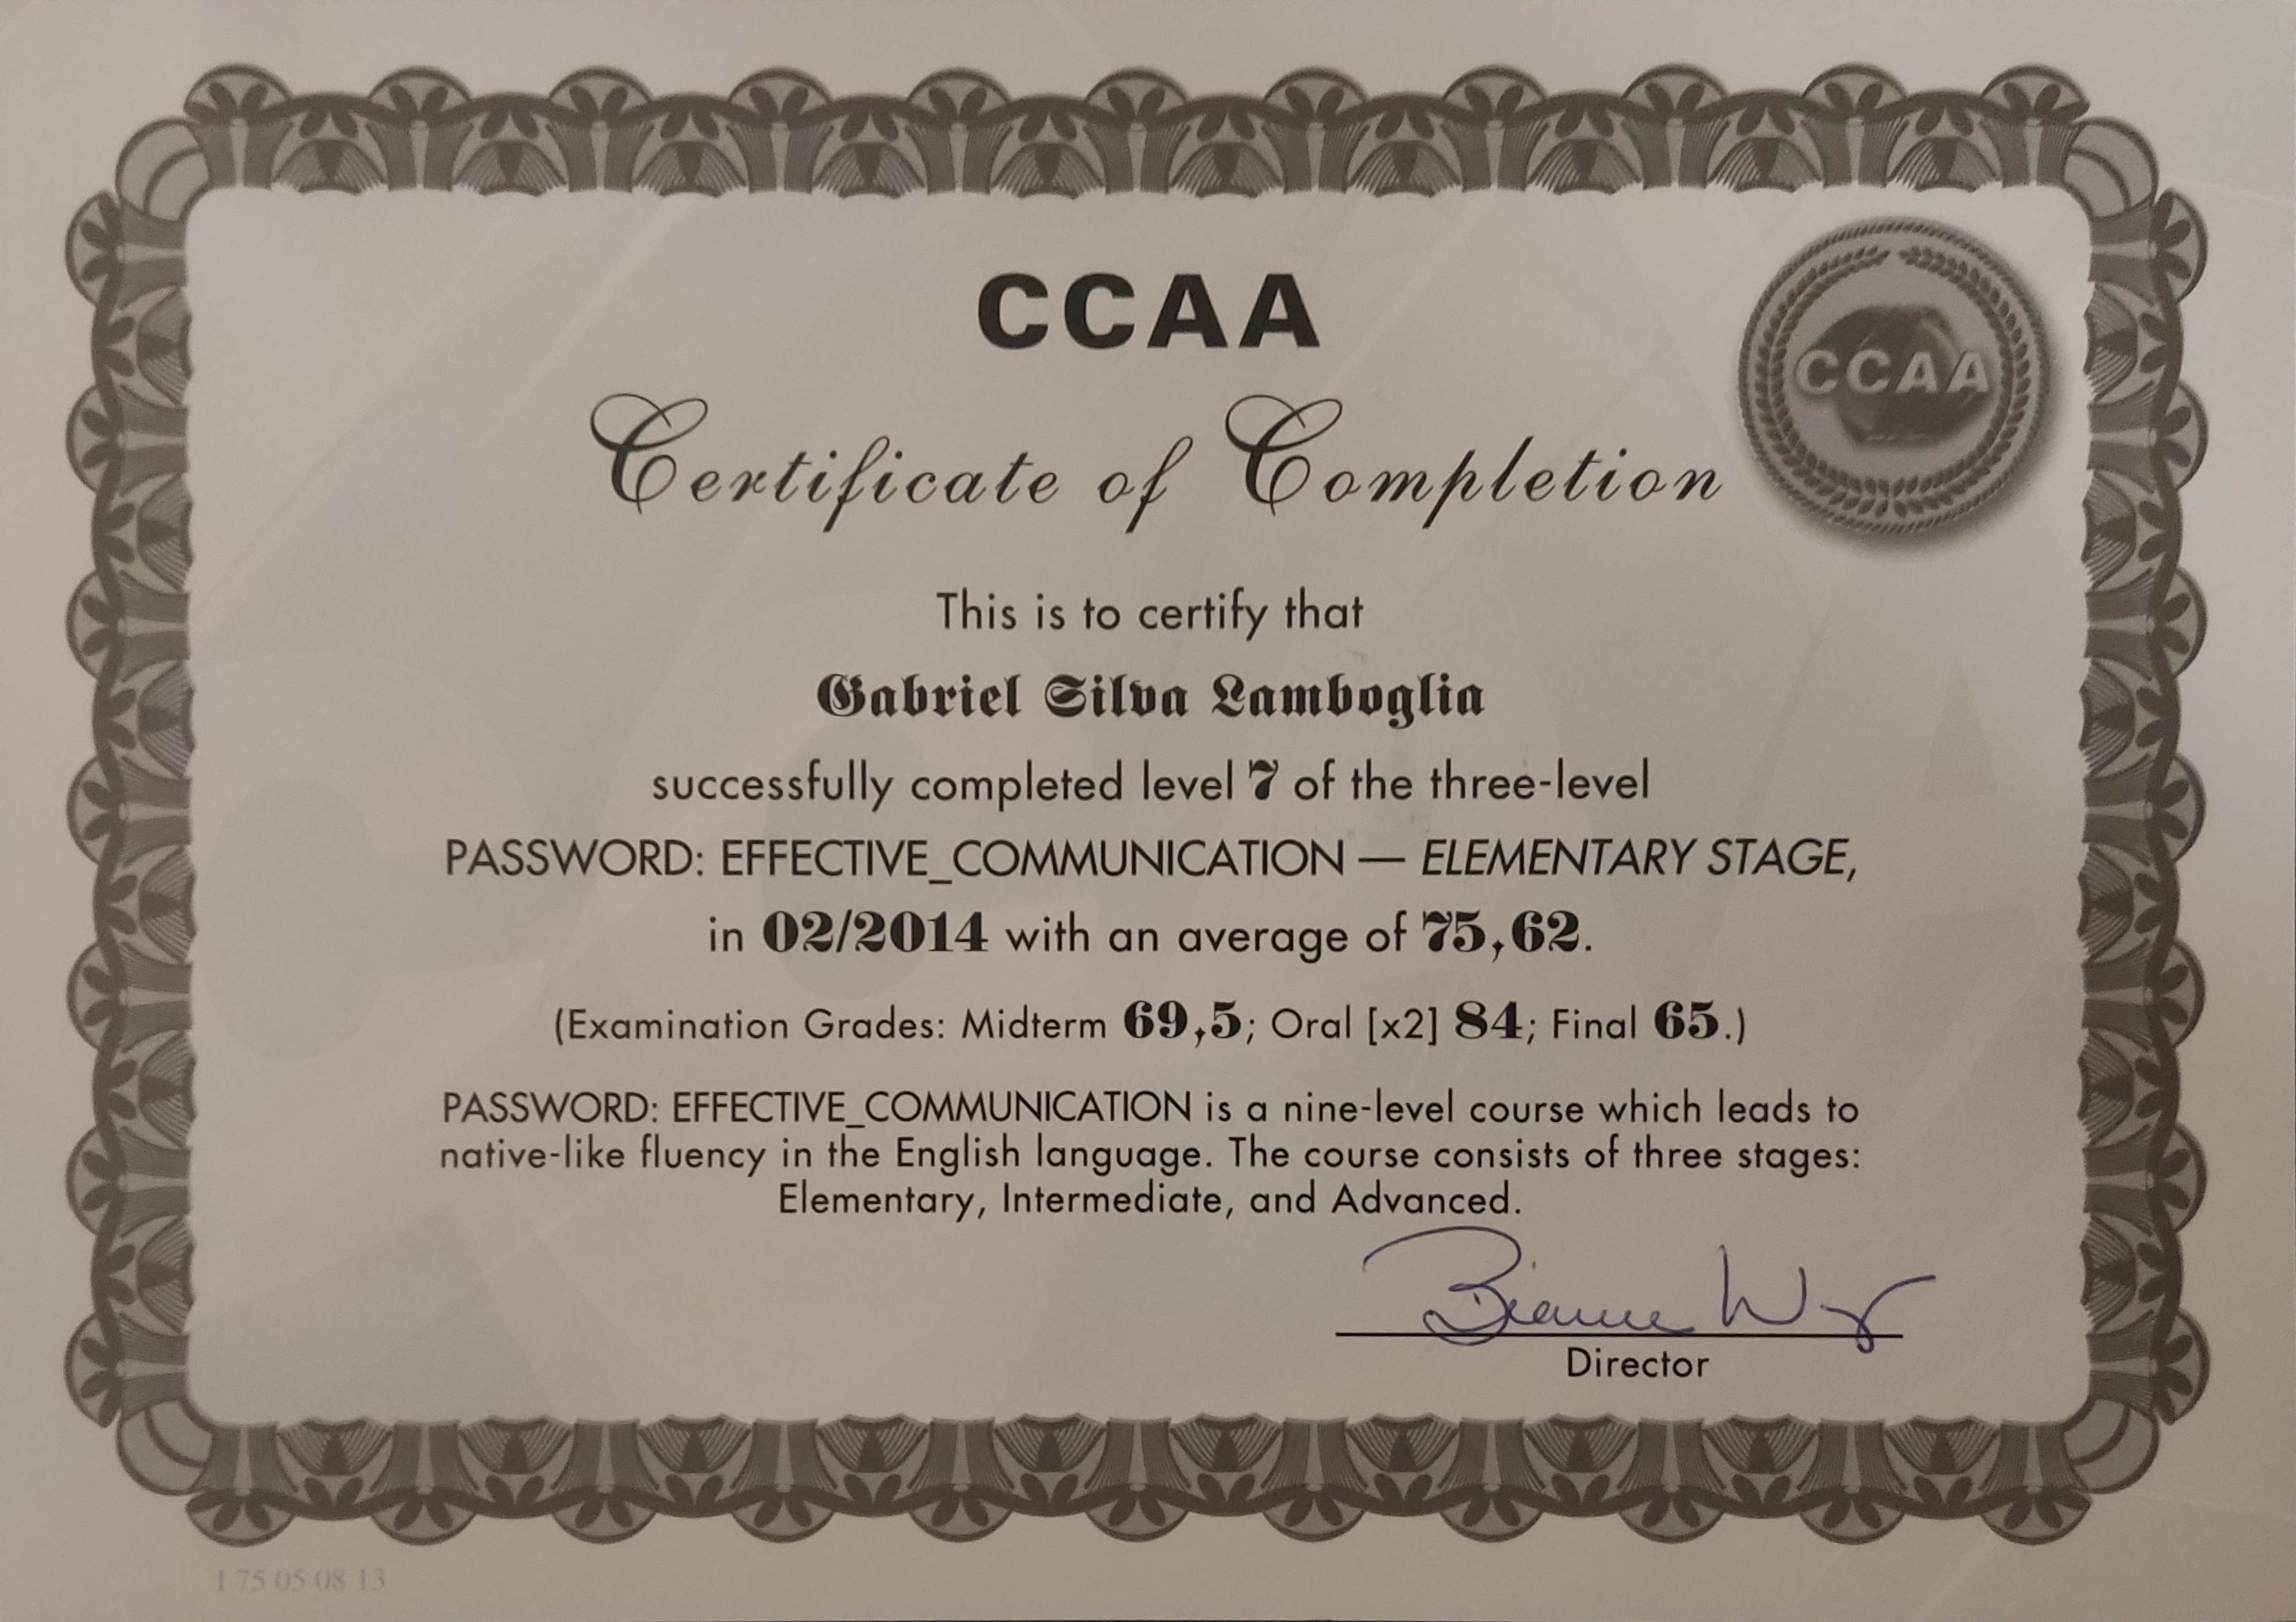 CCAA
CCAA
Certificate of Completion
This is to certify that
Gabriel Silva Lamboglia
successfully completed level 7 of the three-level
PASSWORD: EFFECTIVE_COMMUNICATION — ELEMENTARY STAGE,
in 02/2014 with an average of 75,62.
(Examination Grades: Midterm 69,5; Oral [x2] 84; Final 65.)
PASSWORD: EFFECTIVE_COMMUNICATION is a nine-level course which leads to
native-like fluency in the English language. The course consists of three stages:
Elementary, Intermediate, and Advanced.
Director
1 75 05 08 13